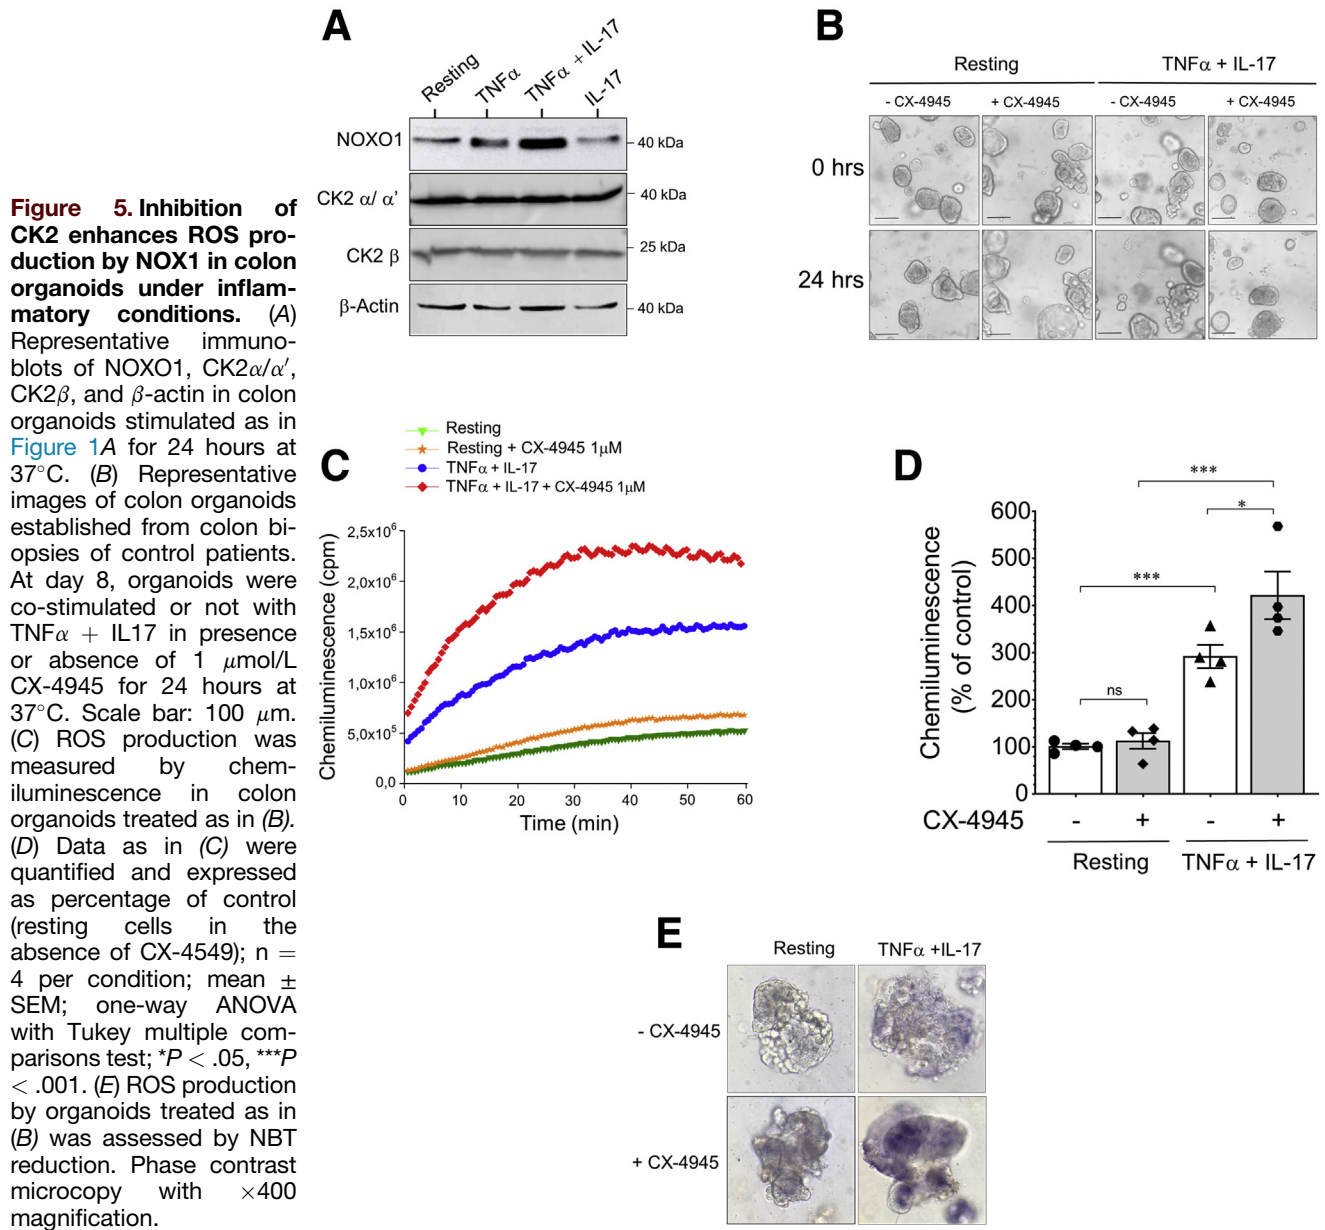 Figure 5. Inhibition of
CK2 enhances ROS pro-
duction by NOX1 in colon
organoids under inflam-
matory conditions. (A)
Representative immuno-
blots of NOXO1, CK2α/α′,
CK2β, and β-actin in colon
organoids stimulated as in
Figure 1A for 24 hours at
37°C. (B) Representative
images of colon organoids
established from colon bi-
opsies of control patients.
At day 8, organoids were
co-stimulated or not with
TNFα + IL17 in presence
or absence of 1 μmol/L
CX-4945 for 24 hours at
37°C. Scale bar: 100 μm.
(C) ROS production was
measured by chem-
iluminescence in colon
organoids treated as in (B).
(D) Data as in (C) were
quantified and expressed
as percentage of control
(resting cells in the
absence of CX-4549); n =
4 per condition; mean ±
SEM; one-way ANOVA
with Tukey multiple com-
parisons test; *P < .05, ***P
< .001. (E) ROS production
by organoids treated as in
(B) was assessed by NBT
reduction. Phase contrast
microcopy with ×400
magnification.
A
Resting
TNFα
TNFα + IL-17
IL-17
NOXO1
40 kDa
CK2 α/ α'
40 kDa
CK2 β
25 kDa
β-Actin
40 kDa
B
Resting
TNFα + IL-17
- CX-4945
+ CX-4945
- CX-4945
+ CX-4945
0 hrs
24 hrs
C
Resting
Resting + CX-4945 1μM
TNFα + IL-17
TNFα + IL-17 + CX-4945 1μM
Chemiluminescence (cpm)
2,5x10⁶
2,0x10⁶
1,5x10⁶
1,0x10⁶
5,0x10⁵
0,0
0
10
20
30
40
50
60
Time (min)
D
Chemiluminescence
(% of control)
600
500
400
300
200
100
0
***
*
***
ns
CX-4945
-
+
-
+
Resting
TNFα + IL-17
E
Resting
TNFα +IL-17
- CX-4945
+ CX-4945